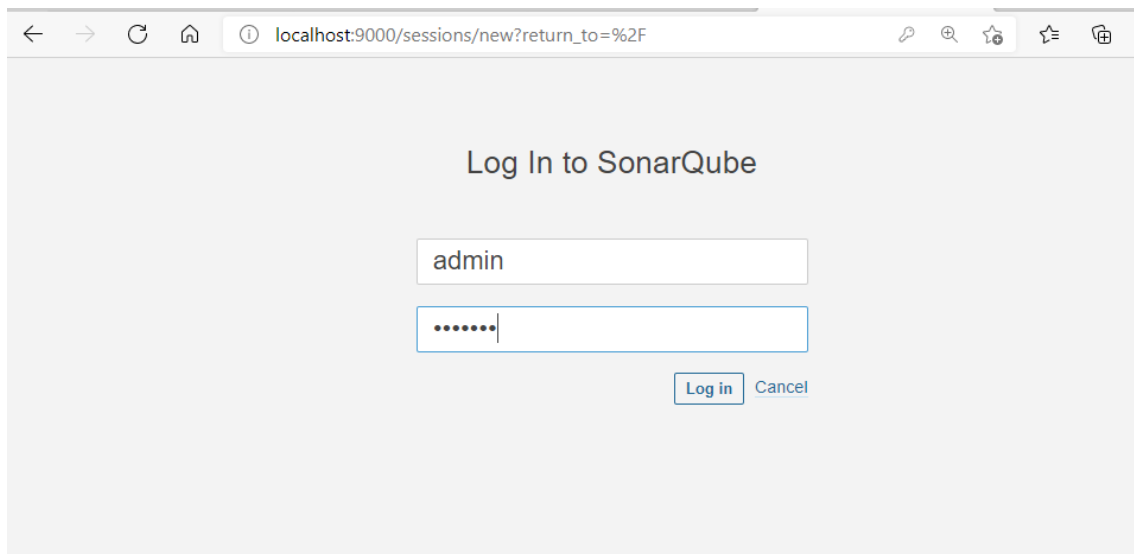 localhost:9000/sessions/new?return_to=%2F
Log In to SonarQube
admin
•••••••
Log in Cancel